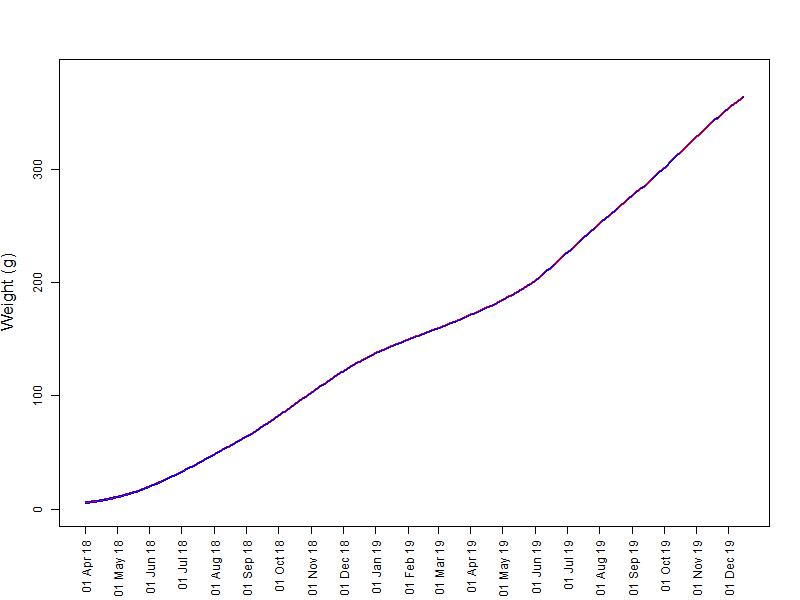 Weight (g)
300
200
100
0
01 Apr 18
01 May 18
01 Jun 18
01 Jul 18
01 Aug 18
01 Sep 18
01 Oct 18
01 Nov 18
01 Dec 18
01 Jan 19
01 Feb 19
01 Mar 19
01 Apr 19
01 May 19
01 Jun 19
01 Jul 19
01 Aug 19
01 Sep 19
01 Oct 19
01 Nov 19
01 Dec 19